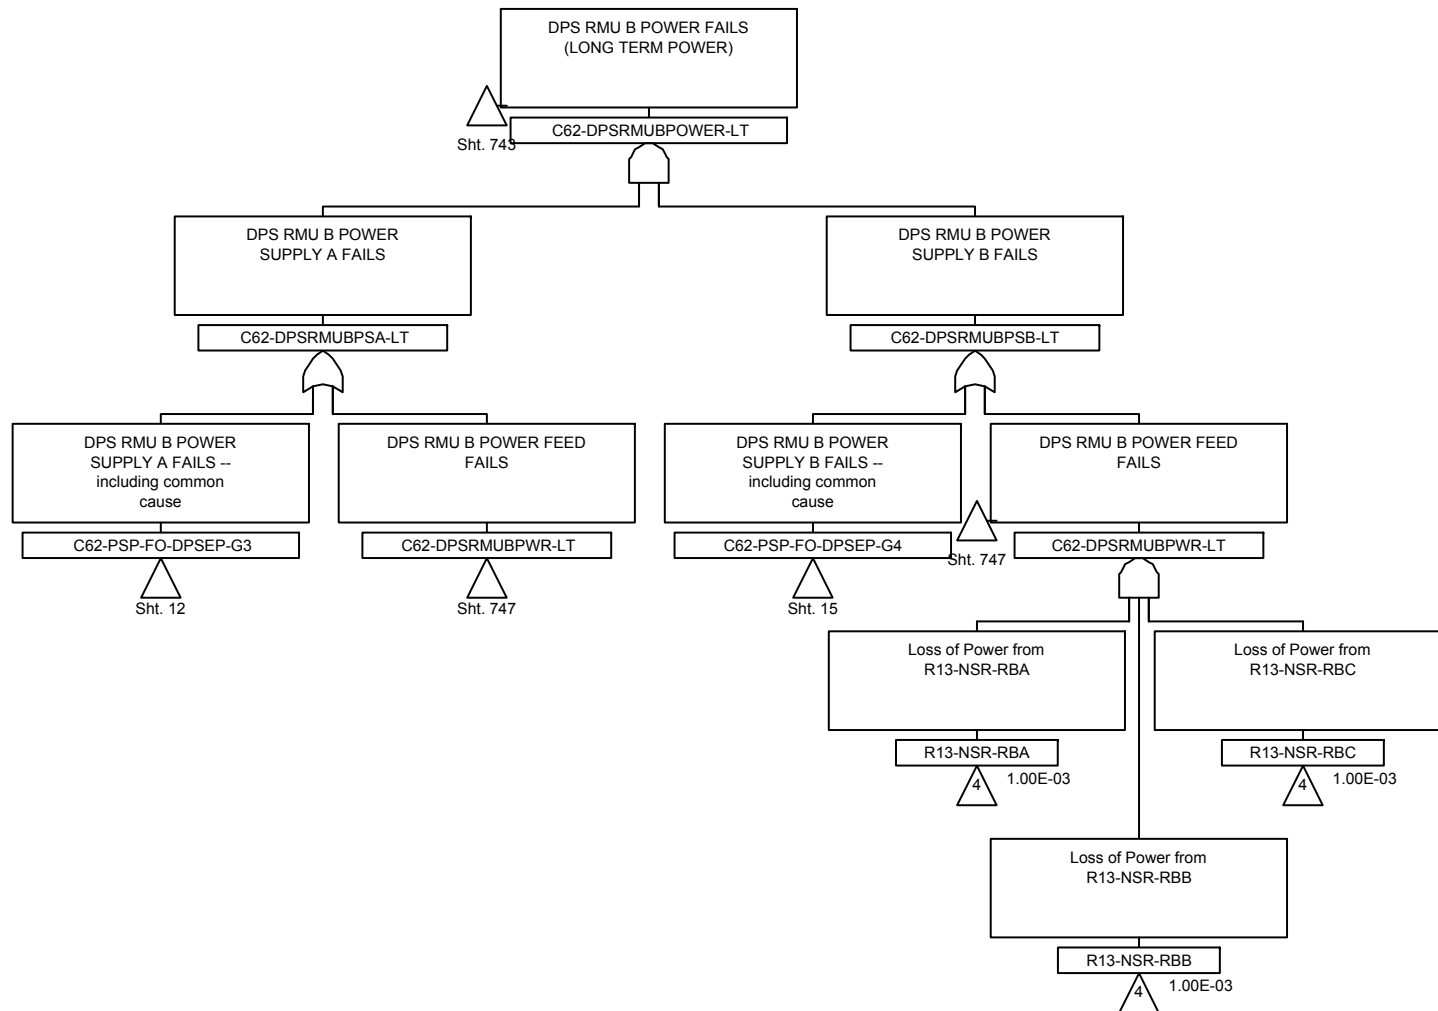 DPS RMU B POWER FAILS
(LONG TERM POWER)
Sht. 743
C62-DPSRMUBPOWER-LT
DPS RMU B POWER
SUPPLY A FAILS
C62-DPSRMUBPSA-LT
DPS RMU B POWER
SUPPLY B FAILS
C62-DPSRMUBPSB-LT
DPS RMU B POWER
SUPPLY A FAILS --
including common
cause
C62-PSP-FO-DPSEP-G3
Sht. 12
DPS RMU B POWER FEED
FAILS
C62-DPSRMUBPWR-LT
Sht. 747
DPS RMU B POWER
SUPPLY B FAILS --
including common
cause
C62-PSP-FO-DPSEP-G4
Sht. 15
DPS RMU B POWER FEED
FAILS
Sht. 747
C62-DPSRMUBPWR-LT
Loss of Power from
R13-NSR-RBA
R13-NSR-RBA
4
1.00E-03
Loss of Power from
R13-NSR-RBC
R13-NSR-RBC
4
1.00E-03
Loss of Power from
R13-NSR-RBB
R13-NSR-RBB
4
1.00E-03